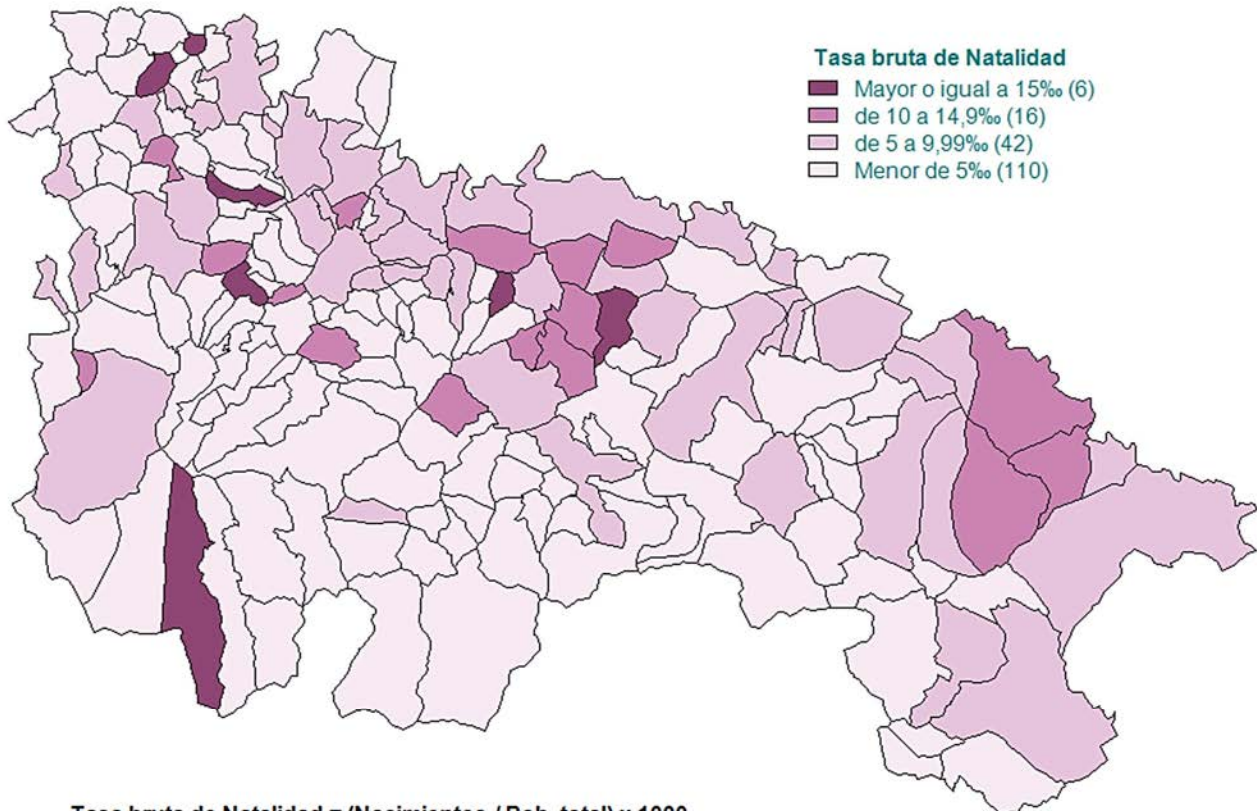 Tasa bruta de Natalidad
Mayor o igual a 15‰ (6)
de 10 a 14,9‰ (16)
de 5 a 9,99‰ (42)
Menor de 5‰ (110)
Tasa bruta de Natalidad = (Nacimientos / Pob. total) x 1000